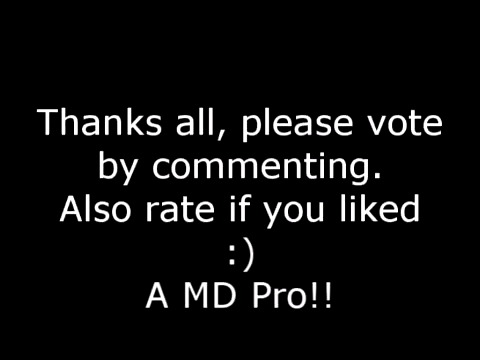 Thanks all, please vote
by commenting.
Also rate if you liked
:)
A MD Pro!!